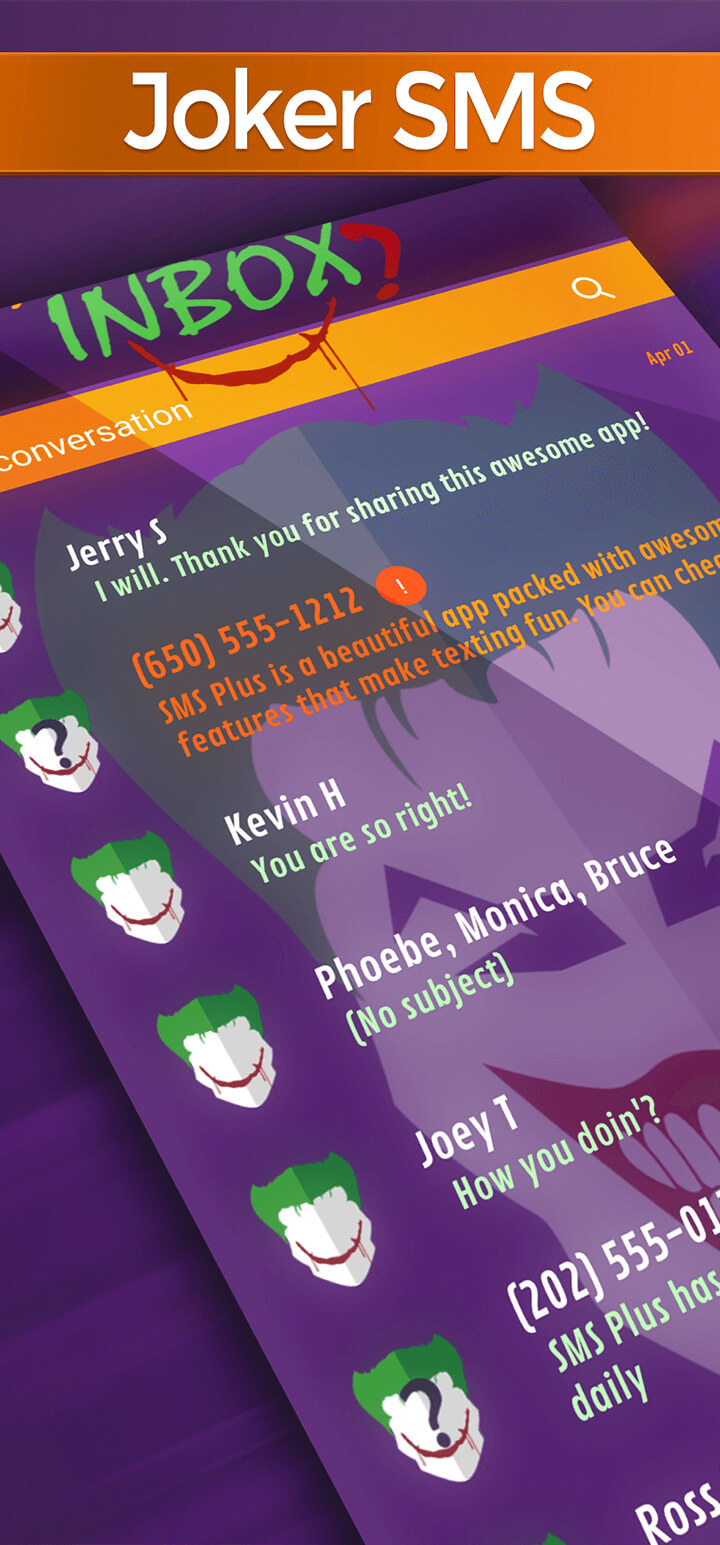 Joker SMS
INBOX?
conversation
Apr 01
Jerry S
I will. Thank you for sharing this awesome app!
(650) 555-1212 !
SMS Plus is a beautiful app packed with
features that make texting fun. You can
Kevin H
You are so right!
Phoebe, Monica, Bruce
(No subject)
Joey T
How you doin'?
(202) 555-01
SMS Plus has
daily
Ross